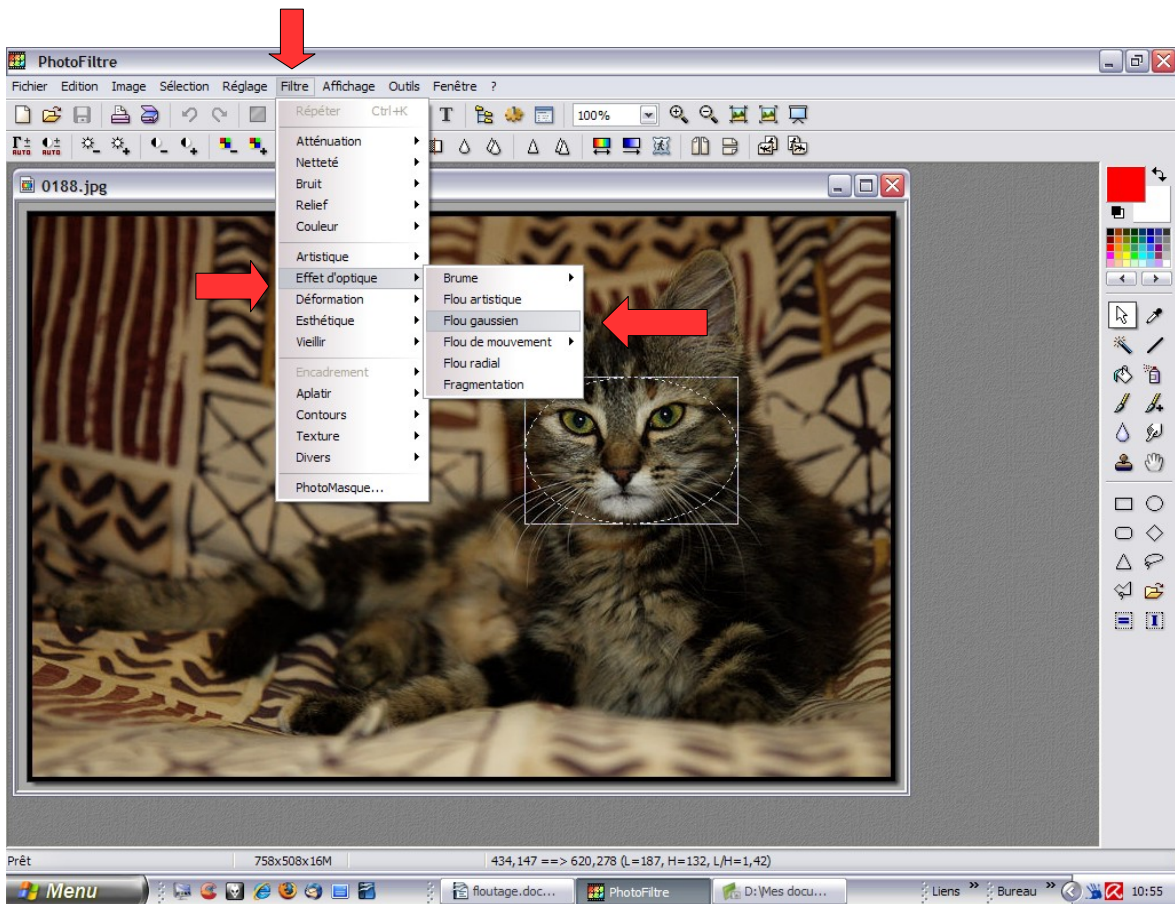 PhotoFiltre
Fichier Edition Image Sélection Réglage Filtre Affichage Outils Fenêtre ?
Répéter Ctrl+K
T 100%
AUTO AUTO
Atténuation
Netteté
Bruit
Relief
Couleur
0188.jpg
Artistique
Effet d'optique
Déformation
Esthétique
Vieillir
Encadrement
Aplatir
Contours
Texture
Divers
PhotoMasque...
Brume
Flou artistique
Flou gaussien
Flou de mouvement
Flou radial
Fragmentation
Prêt 758x508x16M 434,147 ==> 620,278 (L=187, H=132, L/H=1,42)
Menu floutage.doc... PhotoFiltre D:\Mes docu... Liens » Bureau » 10:55